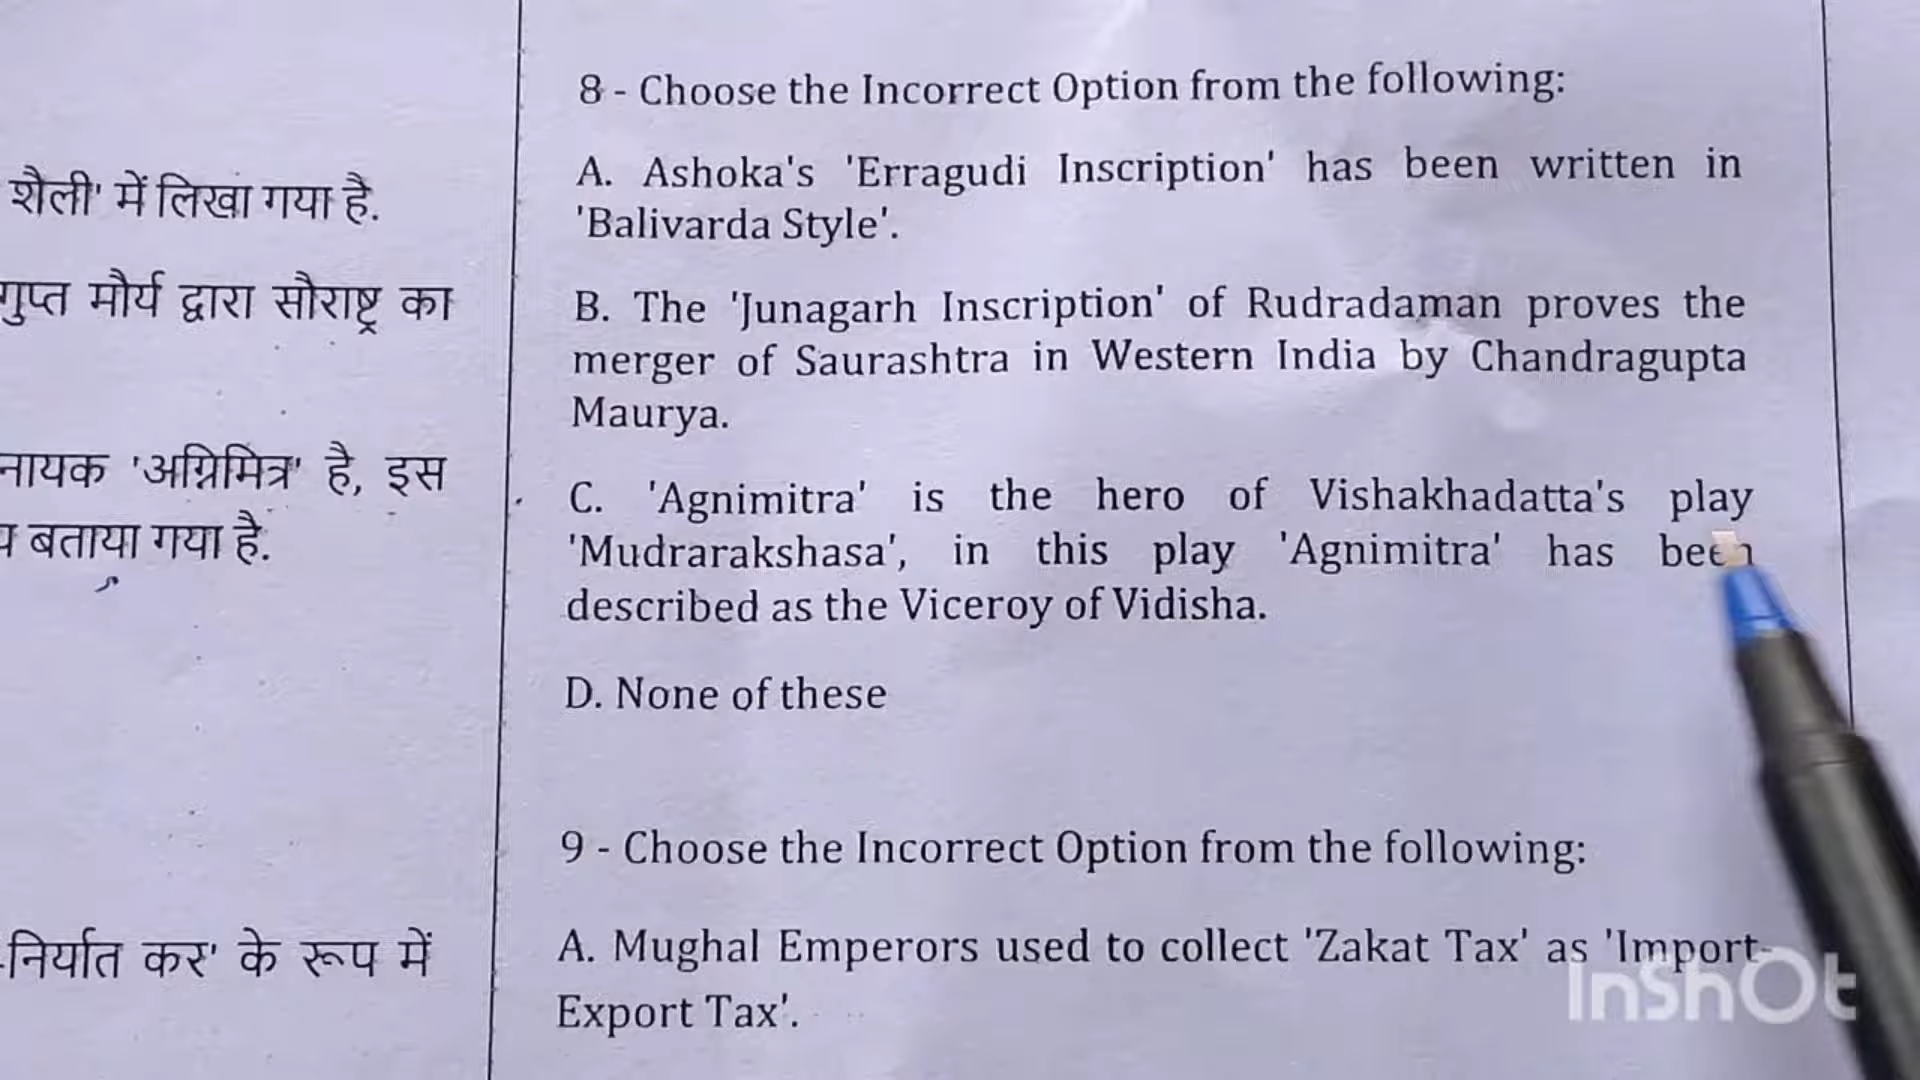 शैली' में लिखा गया है.
गुप्त मौर्य द्वारा सौराष्ट्र का
नायक 'अग्निमित्र' है, इस
बताया गया है.
निर्यात कर' के रूप में
8 - Choose the Incorrect Option from the following:
A. Ashoka's 'Erragudi Inscription' has been written in
'Balivarda Style'.
B. The 'Junagarh Inscription' of Rudradaman proves the
merger of Saurashtra in Western India by Chandragupta
Maurya.
C. 'Agnimitra' is the hero of Vishakhadatta's play
'Mudrarakshasa', in this play 'Agnimitra' has been
described as the Viceroy of Vidisha.
D. None of these
9 - Choose the Incorrect Option from the following:
A. Mughal Emperors used to collect 'Zakat Tax' as 'Import-
Export Tax'.
InShOt